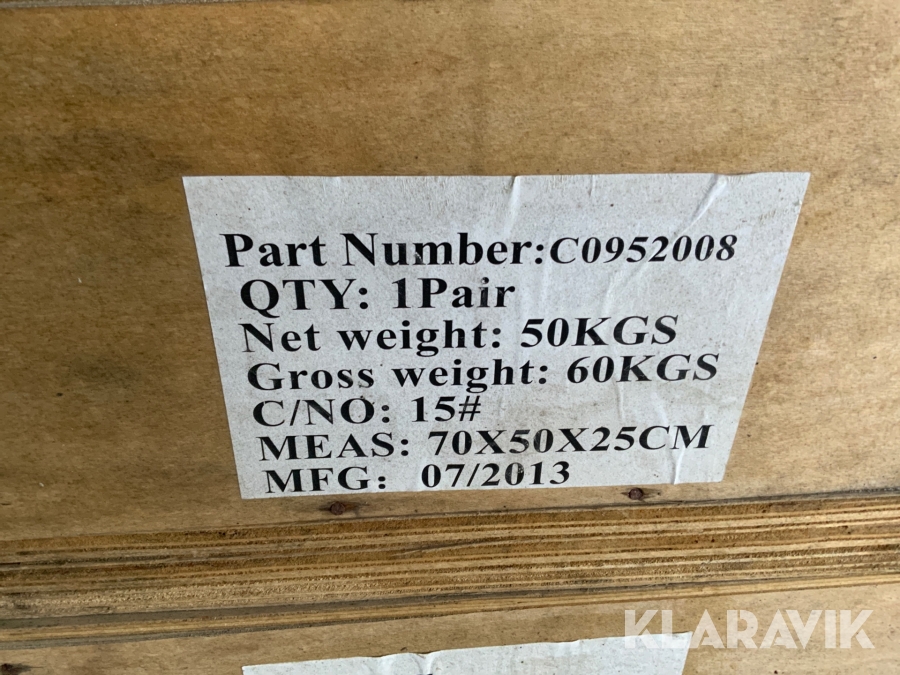 Part Number:C0952008
QTY: 1Pair
Net weight: 50KGS
Gross weight: 60KGS
C/NO: 15#
MEAS: 70X50X25CM
MFG: 07/2013
KLARAVIK